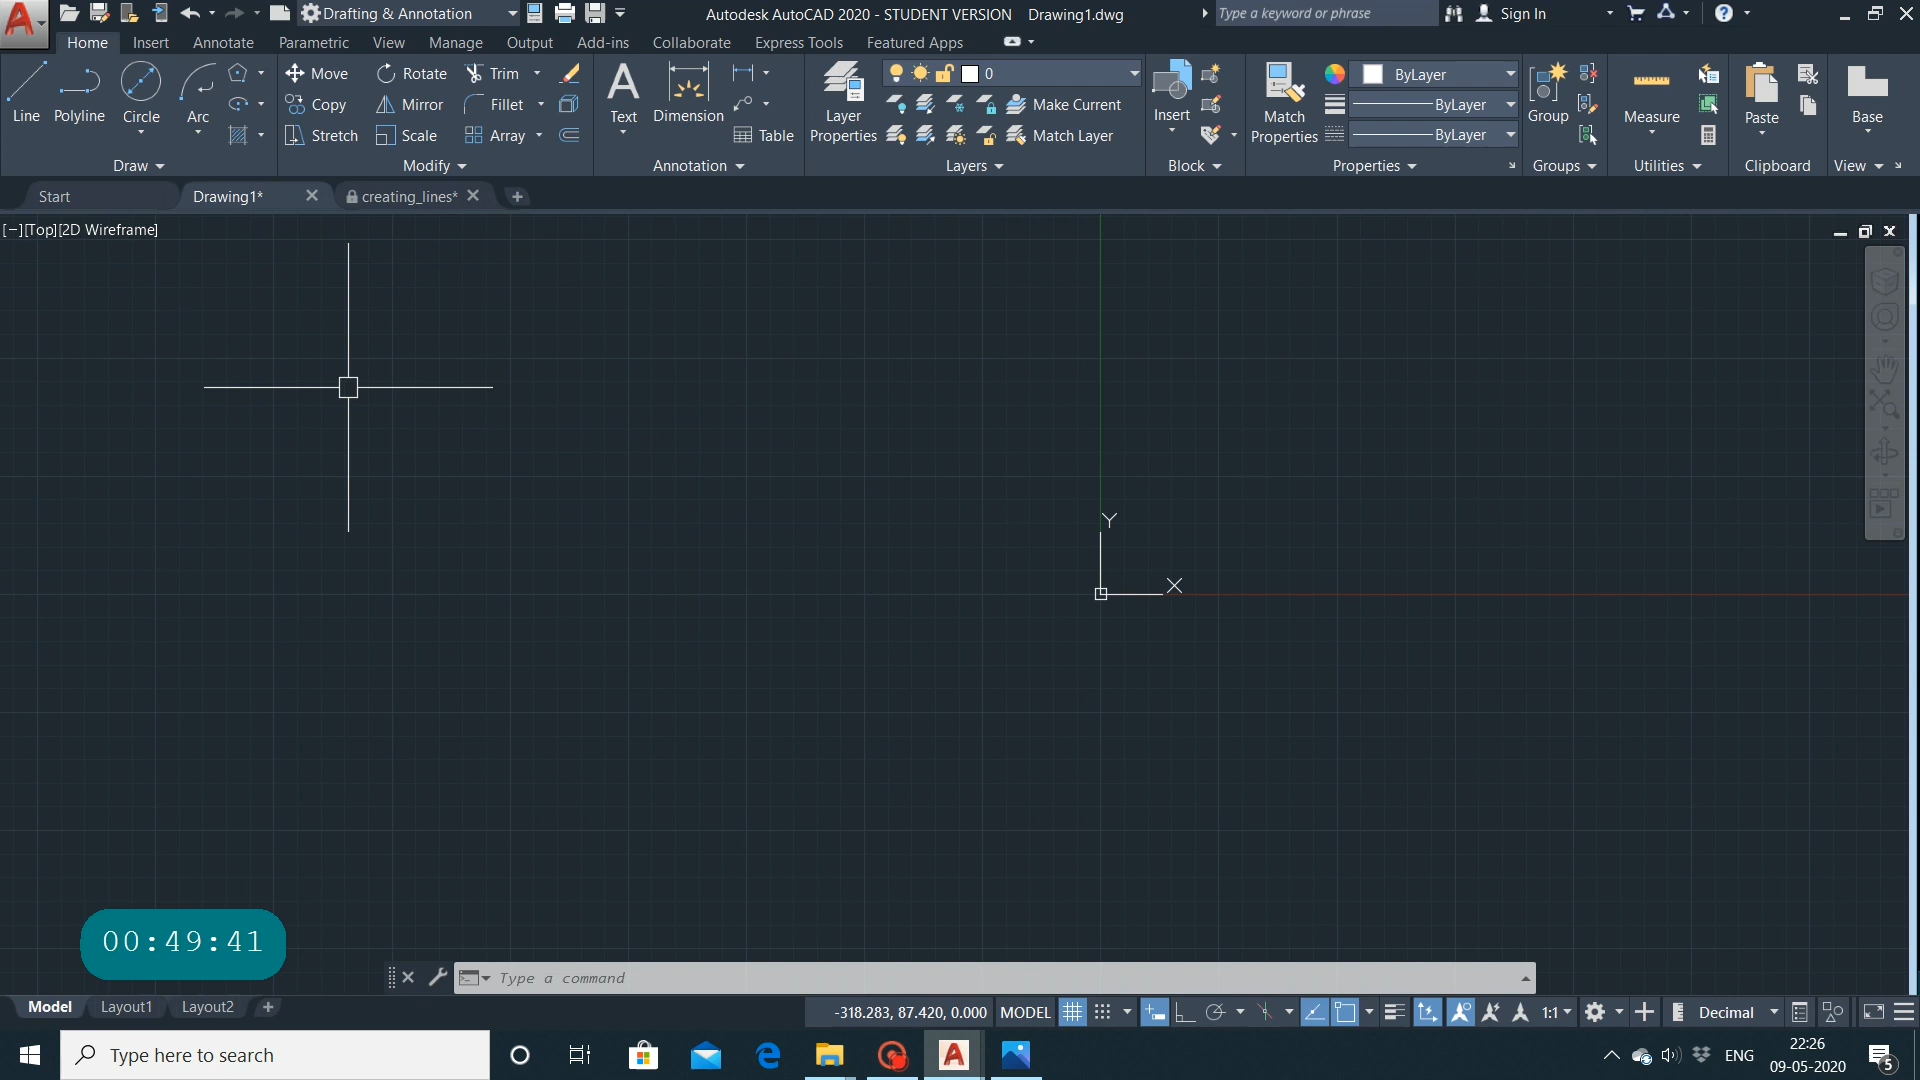 Drafting & Annotation
Autodesk AutoCAD 2020 - STUDENT VERSION Drawing1.dwg
Type a keyword or phrase
Sign In
Home Insert Annotate Parametric View Manage Output Add-ins Collaborate Express Tools Featured Apps
Line Polyline Circle Arc
Move Rotate Trim
Copy Mirror Fillet
Stretch Scale Array
Text Dimension Table
Layer Properties
0
Make Current
Match Layer
Insert
Match Properties
ByLayer
ByLayer
ByLayer
Group
Measure
Paste
Base
Draw Modify Annotation Layers Block Properties Groups Utilities Clipboard View
Start Drawing1* creating_lines*
[−][Top][2D Wireframe]
Y
X
00:49:41
Type a command
Model Layout1 Layout2
-318.283, 87.420, 0.000 MODEL 1:1 Decimal
Type here to search
ENG
22:26
09-05-2020
5